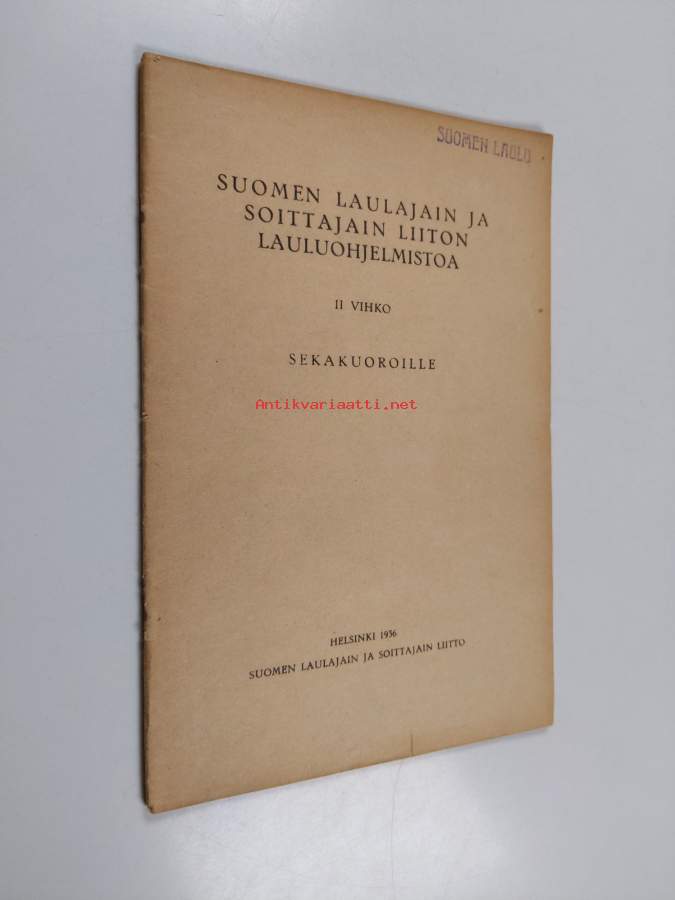 SUOMEN LAULU
SUOMEN LAULAJAIN JA
SOITTAJAIN LIITON
LAULUOHJELMISTOA
II VIHKO
SEKAKUOROILLE
Antikvariaatti.net
HELSINKI 1936
SUOMEN LAULAJAIN JA SOITTAJAIN LIITTO